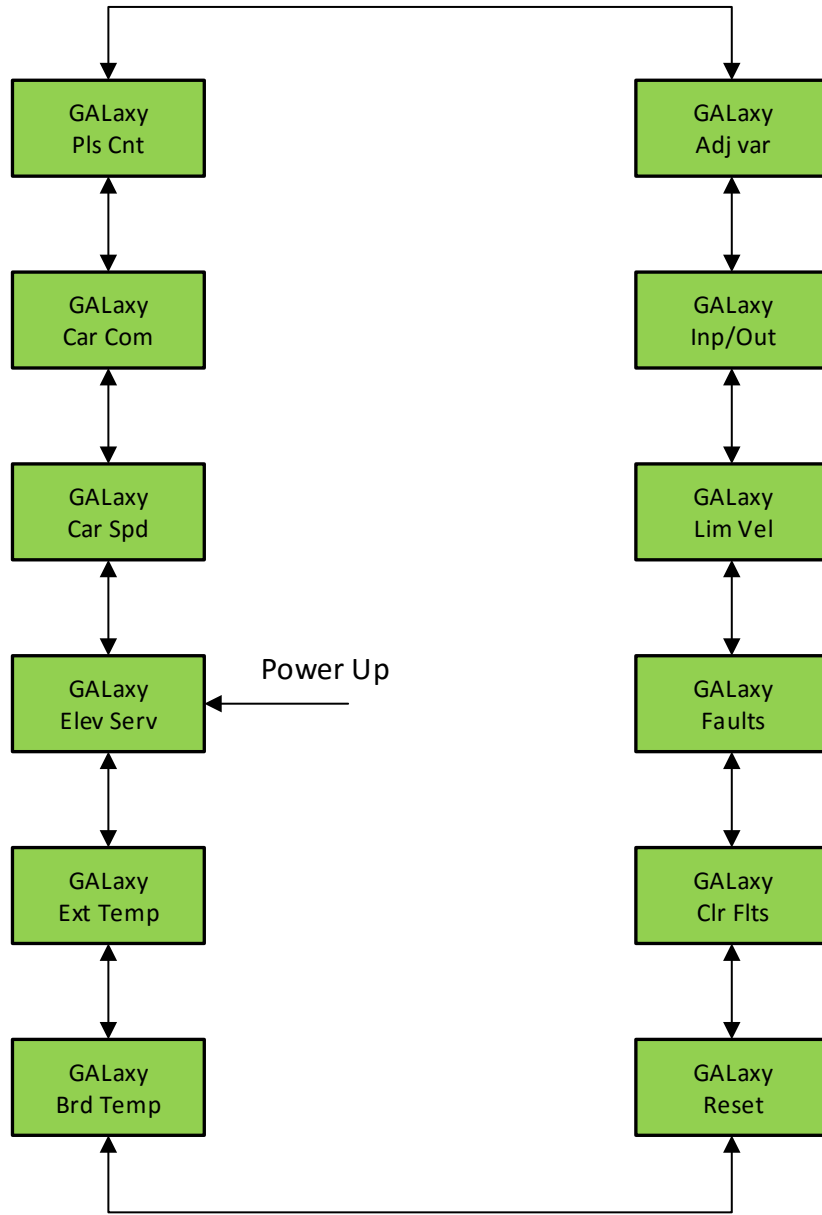 GALaxy
Pls Cnt
GALaxy
Adj var
GALaxy
Car Com
GALaxy
Inp/Out
GALaxy
Car Spd
GALaxy
Lim Vel
GALaxy
Elev Serv
Power Up
GALaxy
Faults
GALaxy
Ext Temp
GALaxy
Clr Flts
GALaxy
Brd Temp
GALaxy
Reset